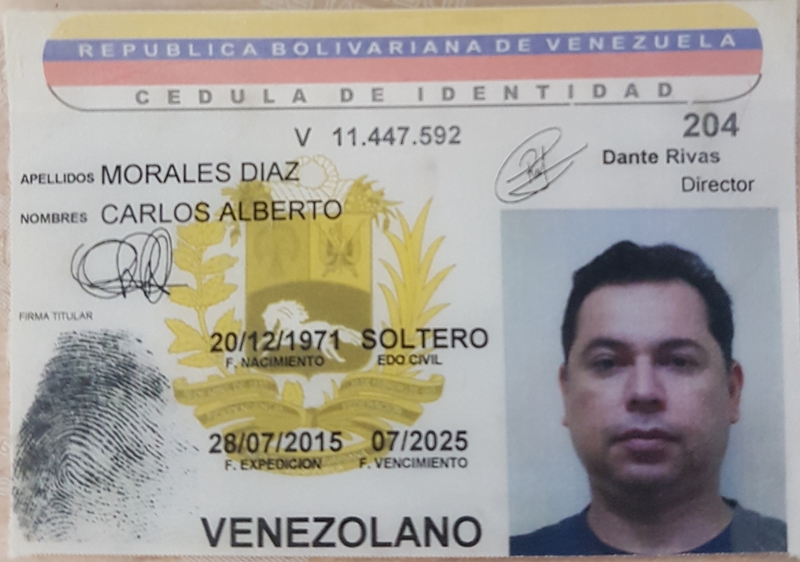 REPUBLICA BOLIVARIANA DE VENEZUELA
CEDULA DE IDENTIDAD
V 11.447.592
204
Dante Rivas
Director
APELLIDOS MORALES DIAZ
NOMBRES CARLOS ALBERTO
FIRMA TITULAR
20/12/1971 SOLTERO
F. NACIMIENTO EDO CIVIL
28/07/2015 07/2025
F. EXPEDICION F. VENCIMIENTO
VENEZOLANO